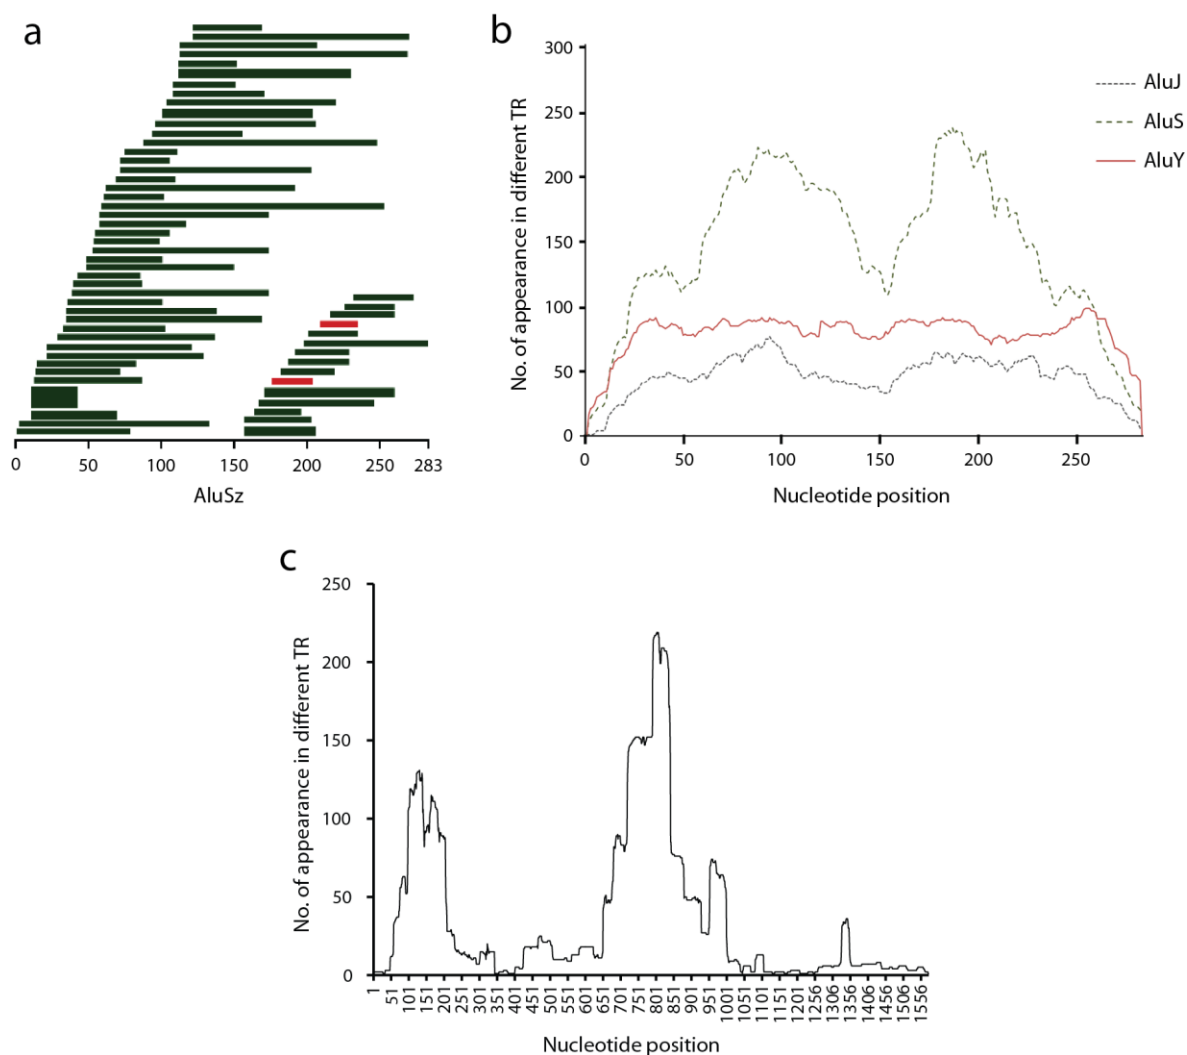 a
0 50 100 150 200 250 283
AluSz
b
300
250
200
150
100
50
0
No. of appearance in different TR
0 50 100 150 200 250
Nucleotide position
AluJ
AluS
AluY
c
250
200
150
100
50
0
No. of appearance in different TR
1 51 101 151 201 251 301 351 401 451 501 551 601 651 701 751 801 851 901 951 1001 1051 1101 1151 1201 1256 1306 1356 1406 1456 1506 1556
Nucleotide position